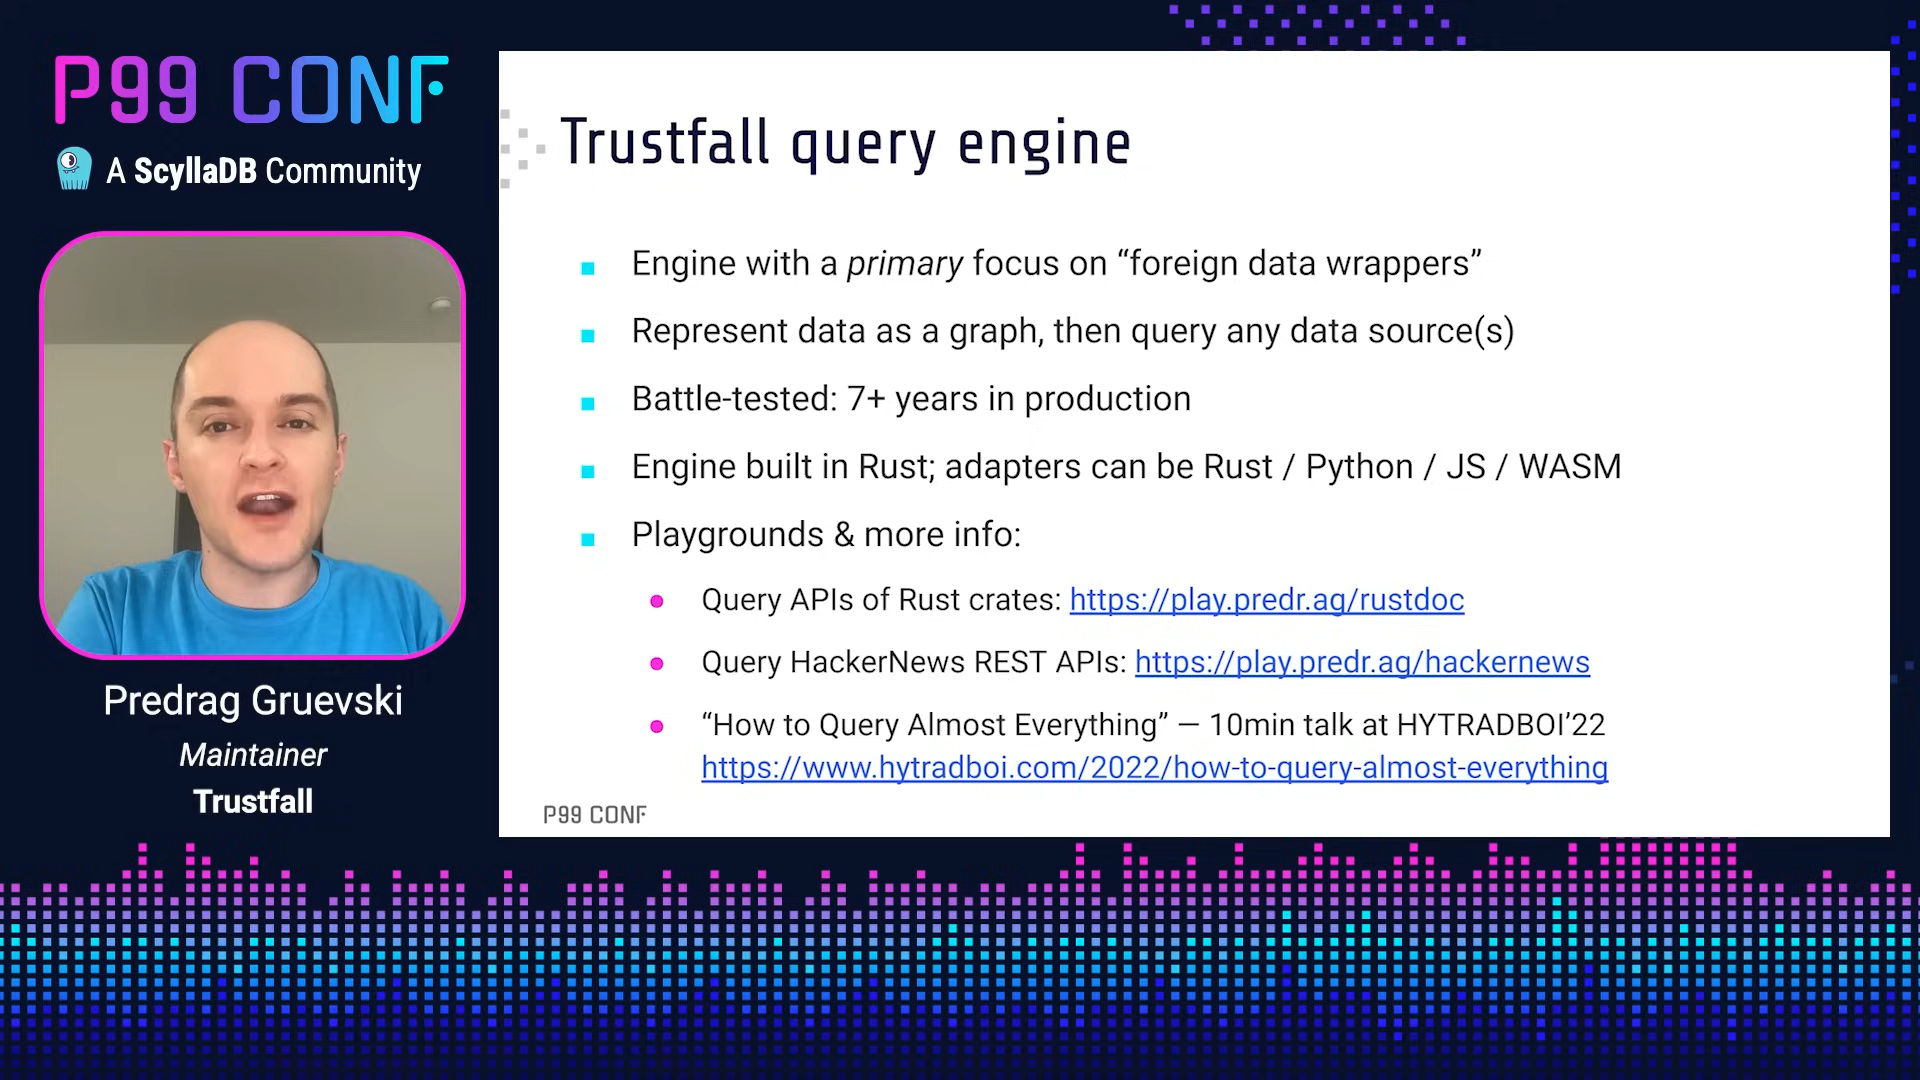 P99 CONF
A ScyllaDB Community
Predrag Gruevski
Maintainer
Trustfall
Trustfall query engine
Engine with a primary focus on “foreign data wrappers”
Represent data as a graph, then query any data source(s)
Battle-tested: 7+ years in production
Engine built in Rust; adapters can be Rust / Python / JS / WASM
Playgrounds & more info:
Query APIs of Rust crates: https://play.predr.ag/rustdoc
Query HackerNews REST APIs: https://play.predr.ag/hackernews
“How to Query Almost Everything” — 10min talk at HYTRADBOI’22
https://www.hytradboi.com/2022/how-to-query-almost-everything
P99 CONF